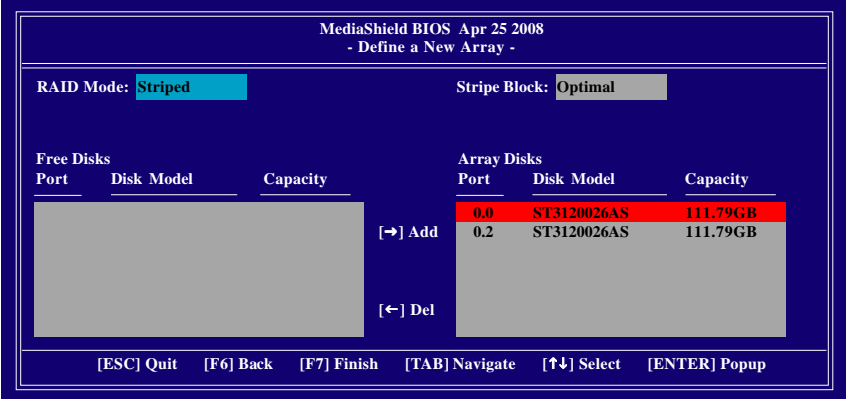 MediaShield BIOS Apr 25 2008
- Define a New Array -
RAID Mode: Striped Stripe Block: Optimal
Free Disks Array Disks
Port Disk Model Capacity Port Disk Model Capacity
0.0 ST3120026AS 111.79GB
[→] Add 0.2 ST3120026AS 111.79GB
[←] Del
[ESC] Quit [F6] Back [F7] Finish [TAB] Navigate [↑↓] Select [ENTER] Popup